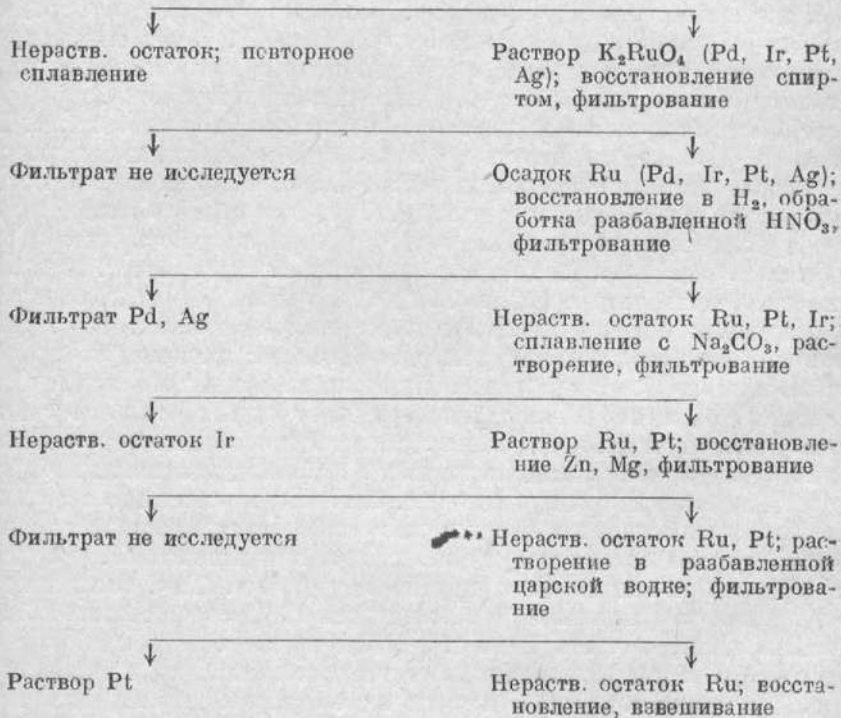 Нераств. остаток; повторное
сплавление
Раствор K₂RuO₄ (Pd, Ir, Pt,
Ag); восстановление спир-
том, фильтрование
Фильтрат не исследуется
Осадок Ru (Pd, Ir, Pt, Ag);
восстановление в H₂, обра-
ботка разбавленной HNO₃,
фильтрование
Фильтрат Pd, Ag
Нераств. остаток Ru, Pt, Ir;
сплавление с Na₂CO₃, рас-
творение, фильтрование
Нераств. остаток Ir
Раствор Ru, Pt; восстановле-
ние Zn, Mg, фильтрование
Фильтрат не исследуется
Нераств. остаток Ru, Pt; рас-
творение в разбавленной
царской водке; фильтрова-
ние
Раствор Pt
Нераств. остаток Ru; восста-
новление, взвешивание